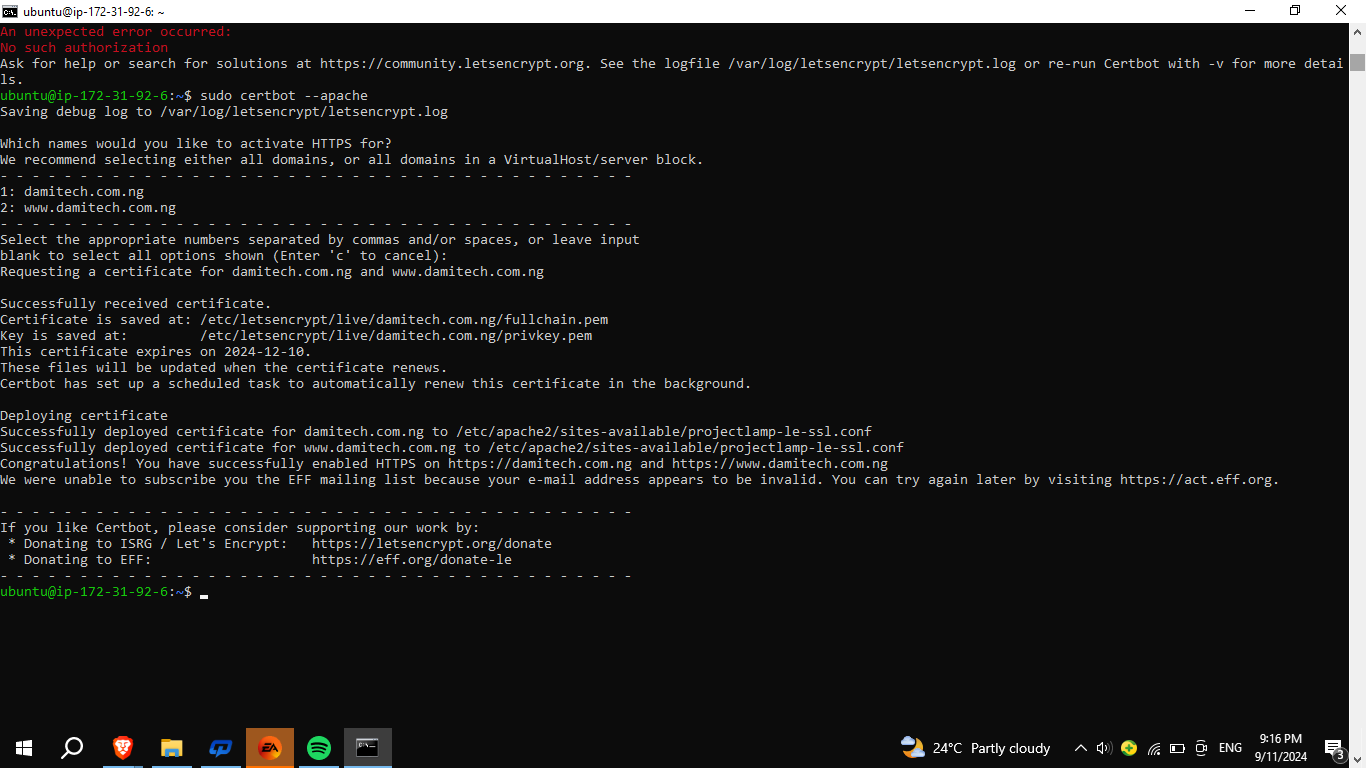 ubuntu@ip-172-31-92-6: ~
An unexpected error occurred:
No such authorization
Ask for help or search for solutions at https://community.letsencrypt.org. See the logfile /var/log/letsencrypt/letsencrypt.log or re-run Certbot with -v for more detai
ls.
ubuntu@ip-172-31-92-6:~$ sudo certbot --apache
Saving debug log to /var/log/letsencrypt/letsencrypt.log
Which names would you like to activate HTTPS for?
We recommend selecting either all domains, or all domains in a VirtualHost/server block.
- - - - - - - - - - - - - - - - - - - - - - - - - - - - - - - - - - - - - - - -
1: damitech.com.ng
2: www.damitech.com.ng
- - - - - - - - - - - - - - - - - - - - - - - - - - - - - - - - - - - - - - - -
Select the appropriate numbers separated by commas and/or spaces, or leave input
blank to select all options shown (Enter 'c' to cancel):
Requesting a certificate for damitech.com.ng and www.damitech.com.ng
Successfully received certificate.
Certificate is saved at: /etc/letsencrypt/live/damitech.com.ng/fullchain.pem
Key is saved at:         /etc/letsencrypt/live/damitech.com.ng/privkey.pem
This certificate expires on 2024-12-10.
These files will be updated when the certificate renews.
Certbot has set up a scheduled task to automatically renew this certificate in the background.
Deploying certificate
Successfully deployed certificate for damitech.com.ng to /etc/apache2/sites-available/projectlamp-le-ssl.conf
Successfully deployed certificate for www.damitech.com.ng to /etc/apache2/sites-available/projectlamp-le-ssl.conf
Congratulations! You have successfully enabled HTTPS on https://damitech.com.ng and https://www.damitech.com.ng
We were unable to subscribe you the EFF mailing list because your e-mail address appears to be invalid. You can try again later by visiting https://act.eff.org.
- - - - - - - - - - - - - - - - - - - - - - - - - - - - - - - - - - - - - - - -
If you like Certbot, please consider supporting our work by:
 * Donating to ISRG / Let's Encrypt:   https://letsencrypt.org/donate
 * Donating to EFF:                    https://eff.org/donate-le
- - - - - - - - - - - - - - - - - - - - - - - - - - - - - - - - - - - - - - - -
ubuntu@ip-172-31-92-6:~$
EA
24°C Partly cloudy
ENG
9:16 PM
9/11/2024
3